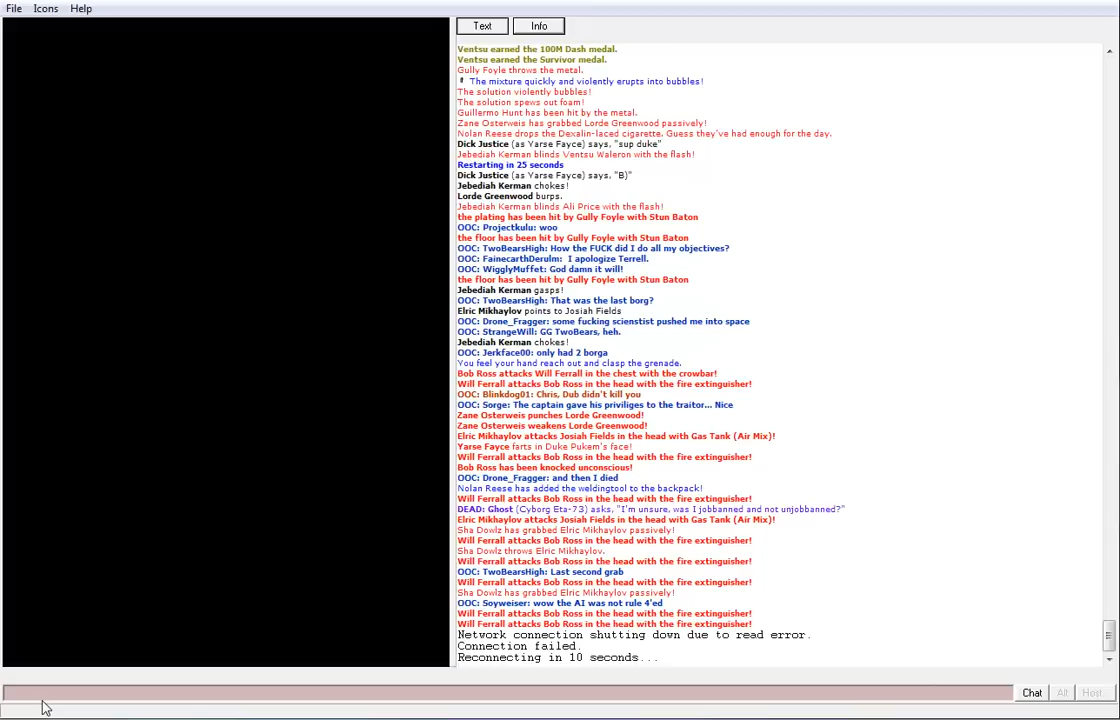 File Icons Help
Text Info
Ventsu earned the 100M Dash medal.
Ventsu earned the Survivor medal.
Gully Foyle throws the metal.
The mixture quickly and violently erupts into bubbles!
The solution violently bubbles!
The solution spews out foam!
Guillermo Hunt has been hit by the metal.
Zane Osterweis has grabbed Lorde Greenwood passively!
Nolan Reese drops the Dexalin-laced cigarette. Guess they've had enough for the day.
Dick Justice (as Yarse Fayce) says, "sup duke"
Jebediah Kerman blinds Ventsu Waleron with the flash!
Restarting in 25 seconds
Dick Justice (as Yarse Fayce) says, "B)"
Jebediah Kerman chokes!
Lorde Greenwood burps.
Jebediah Kerman blinds Ali Price with the flash!
the plating has been hit by Gully Foyle with Stun Baton
OOC: Projectkulu: woo
the floor has been hit by Gully Foyle with Stun Baton
OOC: TwoBearsHigh: How the FUCK did I do all my objectives?
OOC: FainecarthDerulm: I apologize Terrell.
OOC: WigglyMuffet: God damn it will!
the floor has been hit by Gully Foyle with Stun Baton
Jebediah Kerman gasps!
OOC: TwoBearsHigh: That was the last borg?
Elric Mikhaylov points to Josiah Fields
OOC: Drone_Fragger: some fucking scienstist pushed me into space
OOC: StrangeWill: GG TwoBears, heh.
Jebediah Kerman chokes!
OOC: Jerkface00: only had 2 borga
You feel your hand reach out and clasp the grenade.
Bob Ross attacks Will Ferrall in the chest with the crowbar!
Will Ferrall attacks Bob Ross in the head with the fire extinguisher!
OOC: Blinkdog01: Chris, Dub didn't kill you
OOC: Sorge: The captain gave his priviliges to the traitor... Nice
Zane Osterweis punches Lorde Greenwood!
Zane Osterweis weakens Lorde Greenwood!
Elric Mikhaylov attacks Josiah Fields in the head with Gas Tank (Air Mix)!
Yarse Fayce farts in Duke Pukem's face!
Will Ferrall attacks Bob Ross in the head with the fire extinguisher!
Bob Ross has been knocked unconscious!
OOC: Drone_Fragger: and then I died
Nolan Reese has added the weldingtool to the backpack!
Will Ferrall attacks Bob Ross in the head with the fire extinguisher!
DEAD: Ghost (Cyborg Eta-73) asks, "I'm unsure, was I jobbanned and not unjobbanned?"
Elric Mikhaylov attacks Josiah Fields in the head with Gas Tank (Air Mix)!
Sha Dowlz has grabbed Elric Mikhaylov passively!
Will Ferrall attacks Bob Ross in the head with the fire extinguisher!
Sha Dowlz throws Elric Mikhaylov.
Will Ferrall attacks Bob Ross in the head with the fire extinguisher!
OOC: TwoBearsHigh: Last second grab
Will Ferrall attacks Bob Ross in the head with the fire extinguisher!
Sha Dowlz has grabbed Elric Mikhaylov passively!
OOC: Soyweiser: wow the AI was not rule 4'ed
Will Ferrall attacks Bob Ross in the head with the fire extinguisher!
Will Ferrall attacks Bob Ross in the head with the fire extinguisher!
Network connection shutting down due to read error.
Connection failed.
Reconnecting in 10 seconds...
Chat Alt Host...